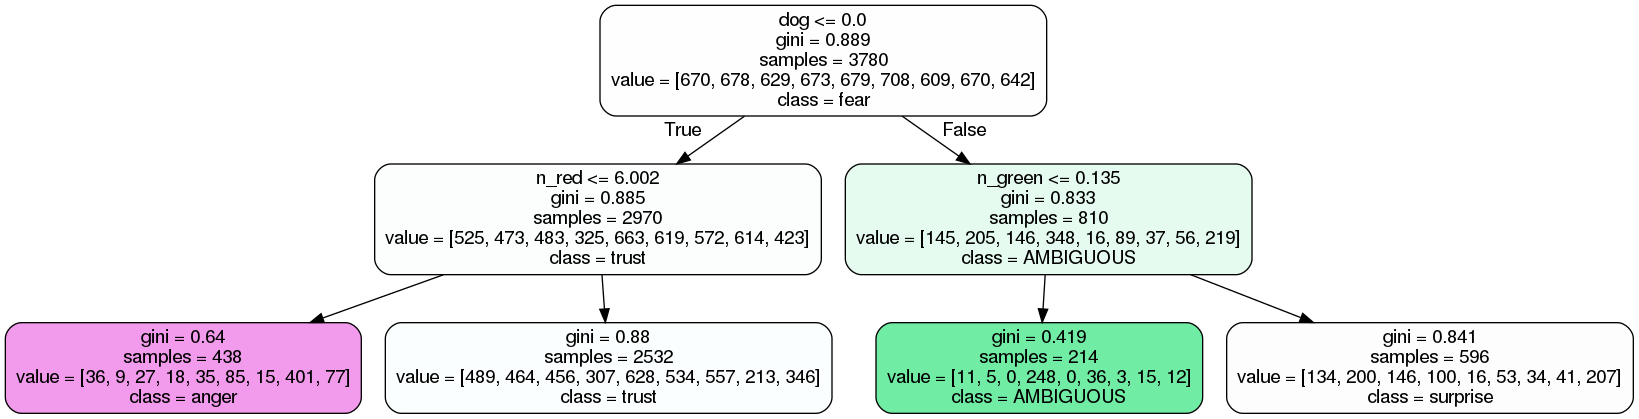 dog <= 0.0
gini = 0.889
samples = 3780
value = [670, 678, 629, 673, 679, 708, 609, 670, 642]
class = fear
True
False
n_red <= 6.002
gini = 0.885
samples = 2970
value = [525, 473, 483, 325, 663, 619, 572, 614, 423]
class = trust
n_green <= 0.135
gini = 0.833
samples = 810
value = [145, 205, 146, 348, 16, 89, 37, 56, 219]
class = AMBIGUOUS
gini = 0.64
samples = 438
value = [36, 9, 27, 18, 35, 85, 15, 401, 77]
class = anger
gini = 0.88
samples = 2532
value = [489, 464, 456, 307, 628, 534, 557, 213, 346]
class = trust
gini = 0.419
samples = 214
value = [11, 5, 0, 248, 0, 36, 3, 15, 12]
class = AMBIGUOUS
gini = 0.841
samples = 596
value = [134, 200, 146, 100, 16, 53, 34, 41, 207]
class = surprise